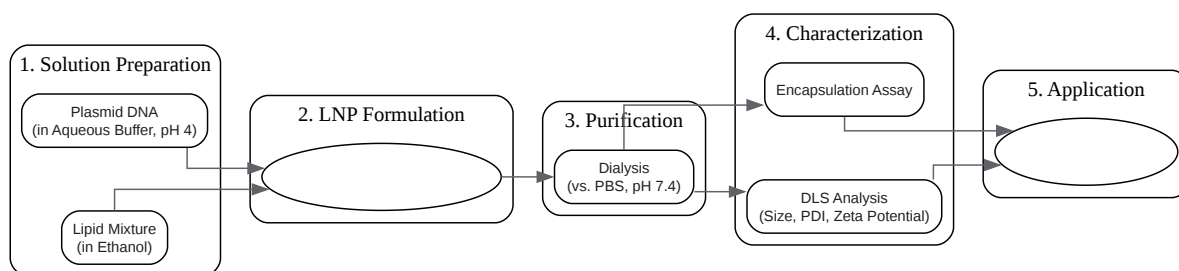 1. Solution Preparation
Plasmid DNA
(in Aqueous Buffer, pH 4)
Lipid Mixture
(in Ethanol)
2. LNP Formulation
3. Purification
Dialysis
(vs. PBS, pH 7.4)
4. Characterization
Encapsulation Assay
DLS Analysis
(Size, PDI, Zeta Potential)
5. Application